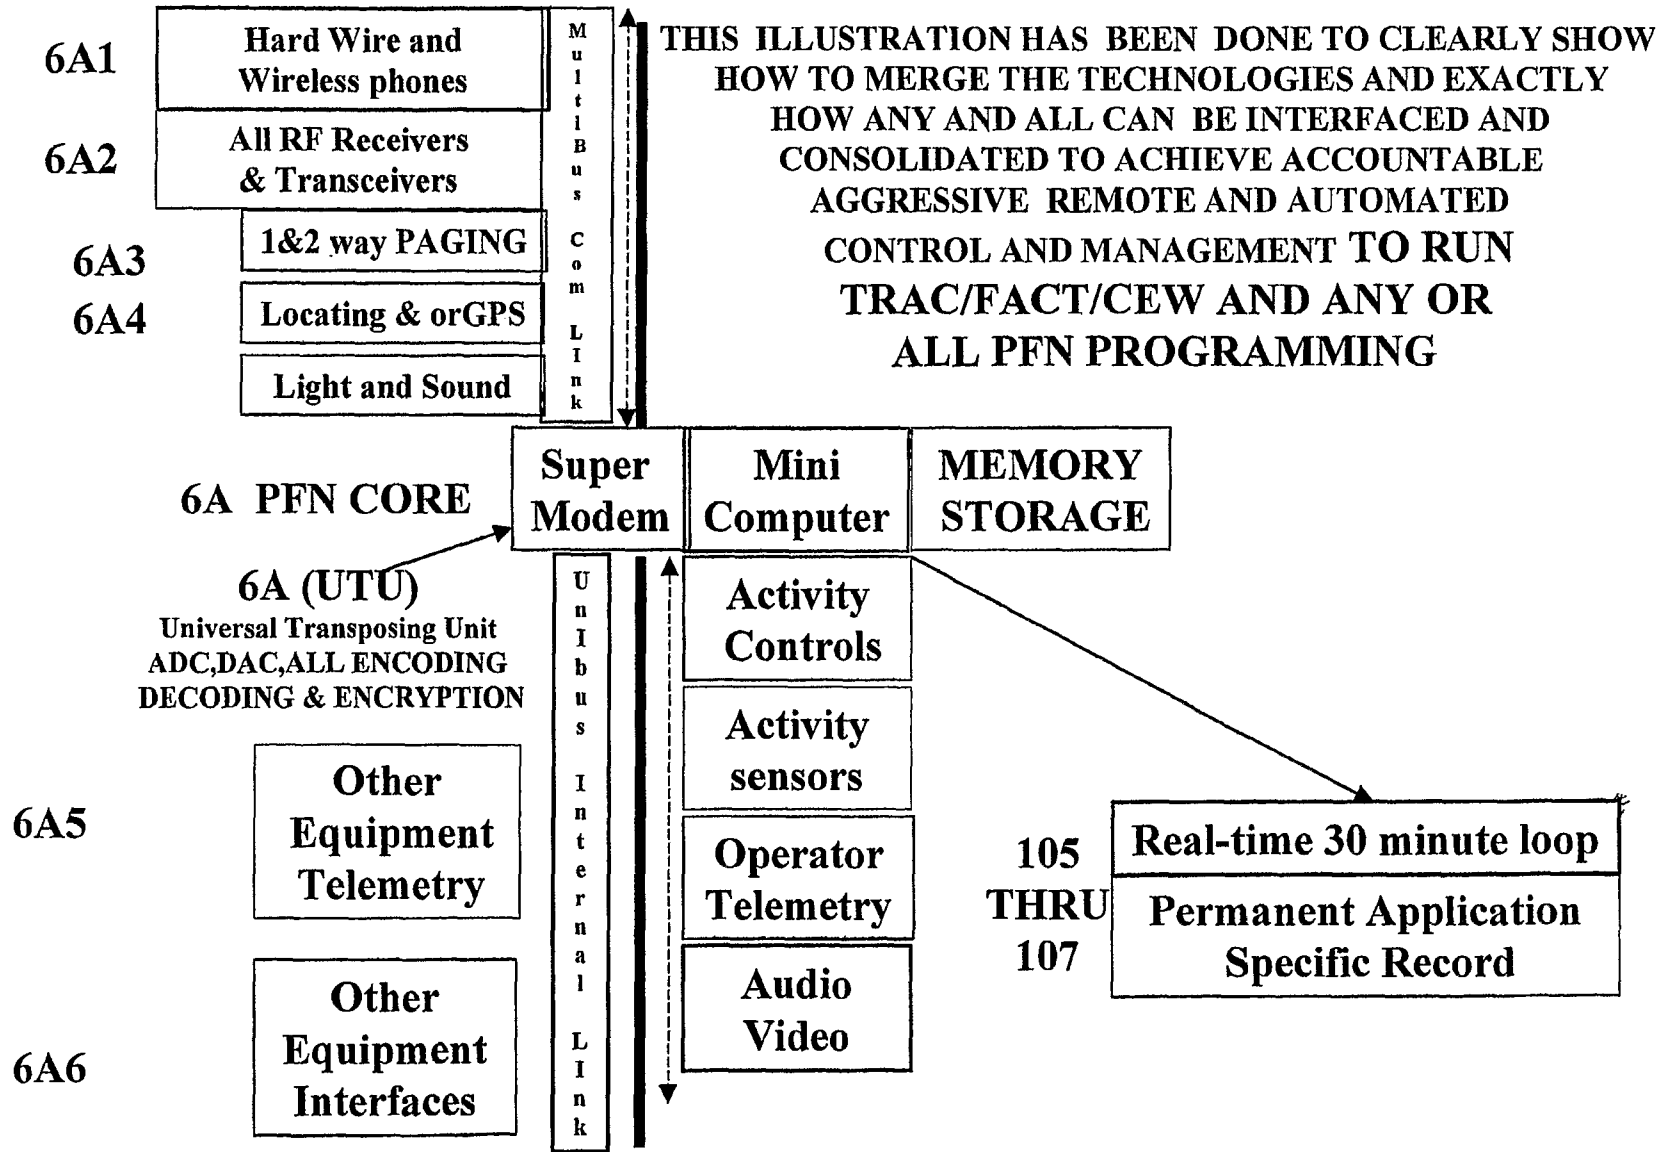 6A1
Hard Wire and
Wireless phones
6A2
All RF Receivers
& Transceivers
6A3
1&2 way PAGING
6A4
Locating & orGPS
Light and Sound
MultIBus Com LInk
THIS ILLUSTRATION HAS BEEN DONE TO CLEARLY SHOW
HOW TO MERGE THE TECHNOLOGIES AND EXACTLY
HOW ANY AND ALL CAN BE INTERFACED AND
CONSOLIDATED TO ACHIEVE ACCOUNTABLE
AGGRESSIVE REMOTE AND AUTOMATED
CONTROL AND MANAGEMENT TO RUN
TRAC/FACT/CEW AND ANY OR
ALL PFN PROGRAMMING
6A PFN CORE
Super
Modem
Mini
Computer
MEMORY
STORAGE
6A (UTU)
Universal Transposing Unit
ADC,DAC,ALL ENCODING
DECODING & ENCRYPTION
UnIbus Internal LInk
Activity
Controls
Activity
sensors
Operator
Telemetry
Audio
Video
6A5
Other
Equipment
Telemetry
6A6
Other
Equipment
Interfaces
105
THRU
107
Real-time 30 minute loop
Permanent Application
Specific Record